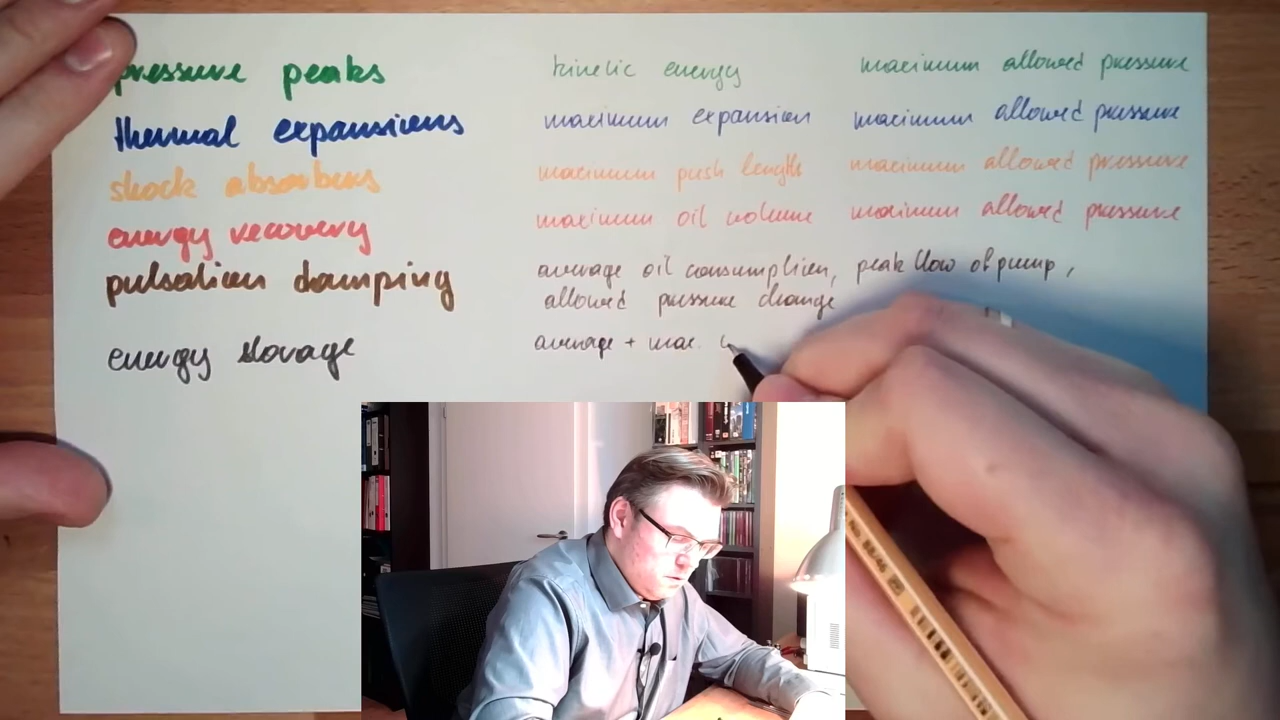 pressure peaks kinetic energy maximum allowed pressure
thermal expansions maximum expansion maximum allowed pressure
shock absorbers maximum push length maximum allowed pressure
energy recovery maximum oil volume maximum allowed pressure
pulsation damping average oil consumption, peak flow of pump,
allowed pressure change
energy storage average + max.